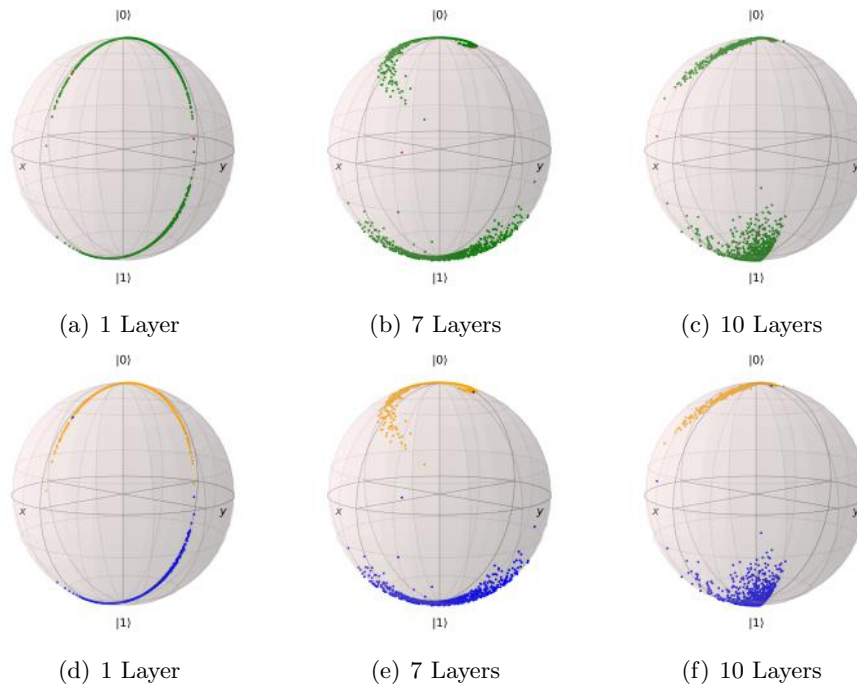 |0⟩ |0⟩ |0⟩
x y x y x y
|1⟩ |1⟩ |1⟩
(a) 1 Layer (b) 7 Layers (c) 10 Layers
|0⟩ |0⟩ |0⟩
x y x y x y
|1⟩ |1⟩ |1⟩
(d) 1 Layer (e) 7 Layers (f) 10 Layers